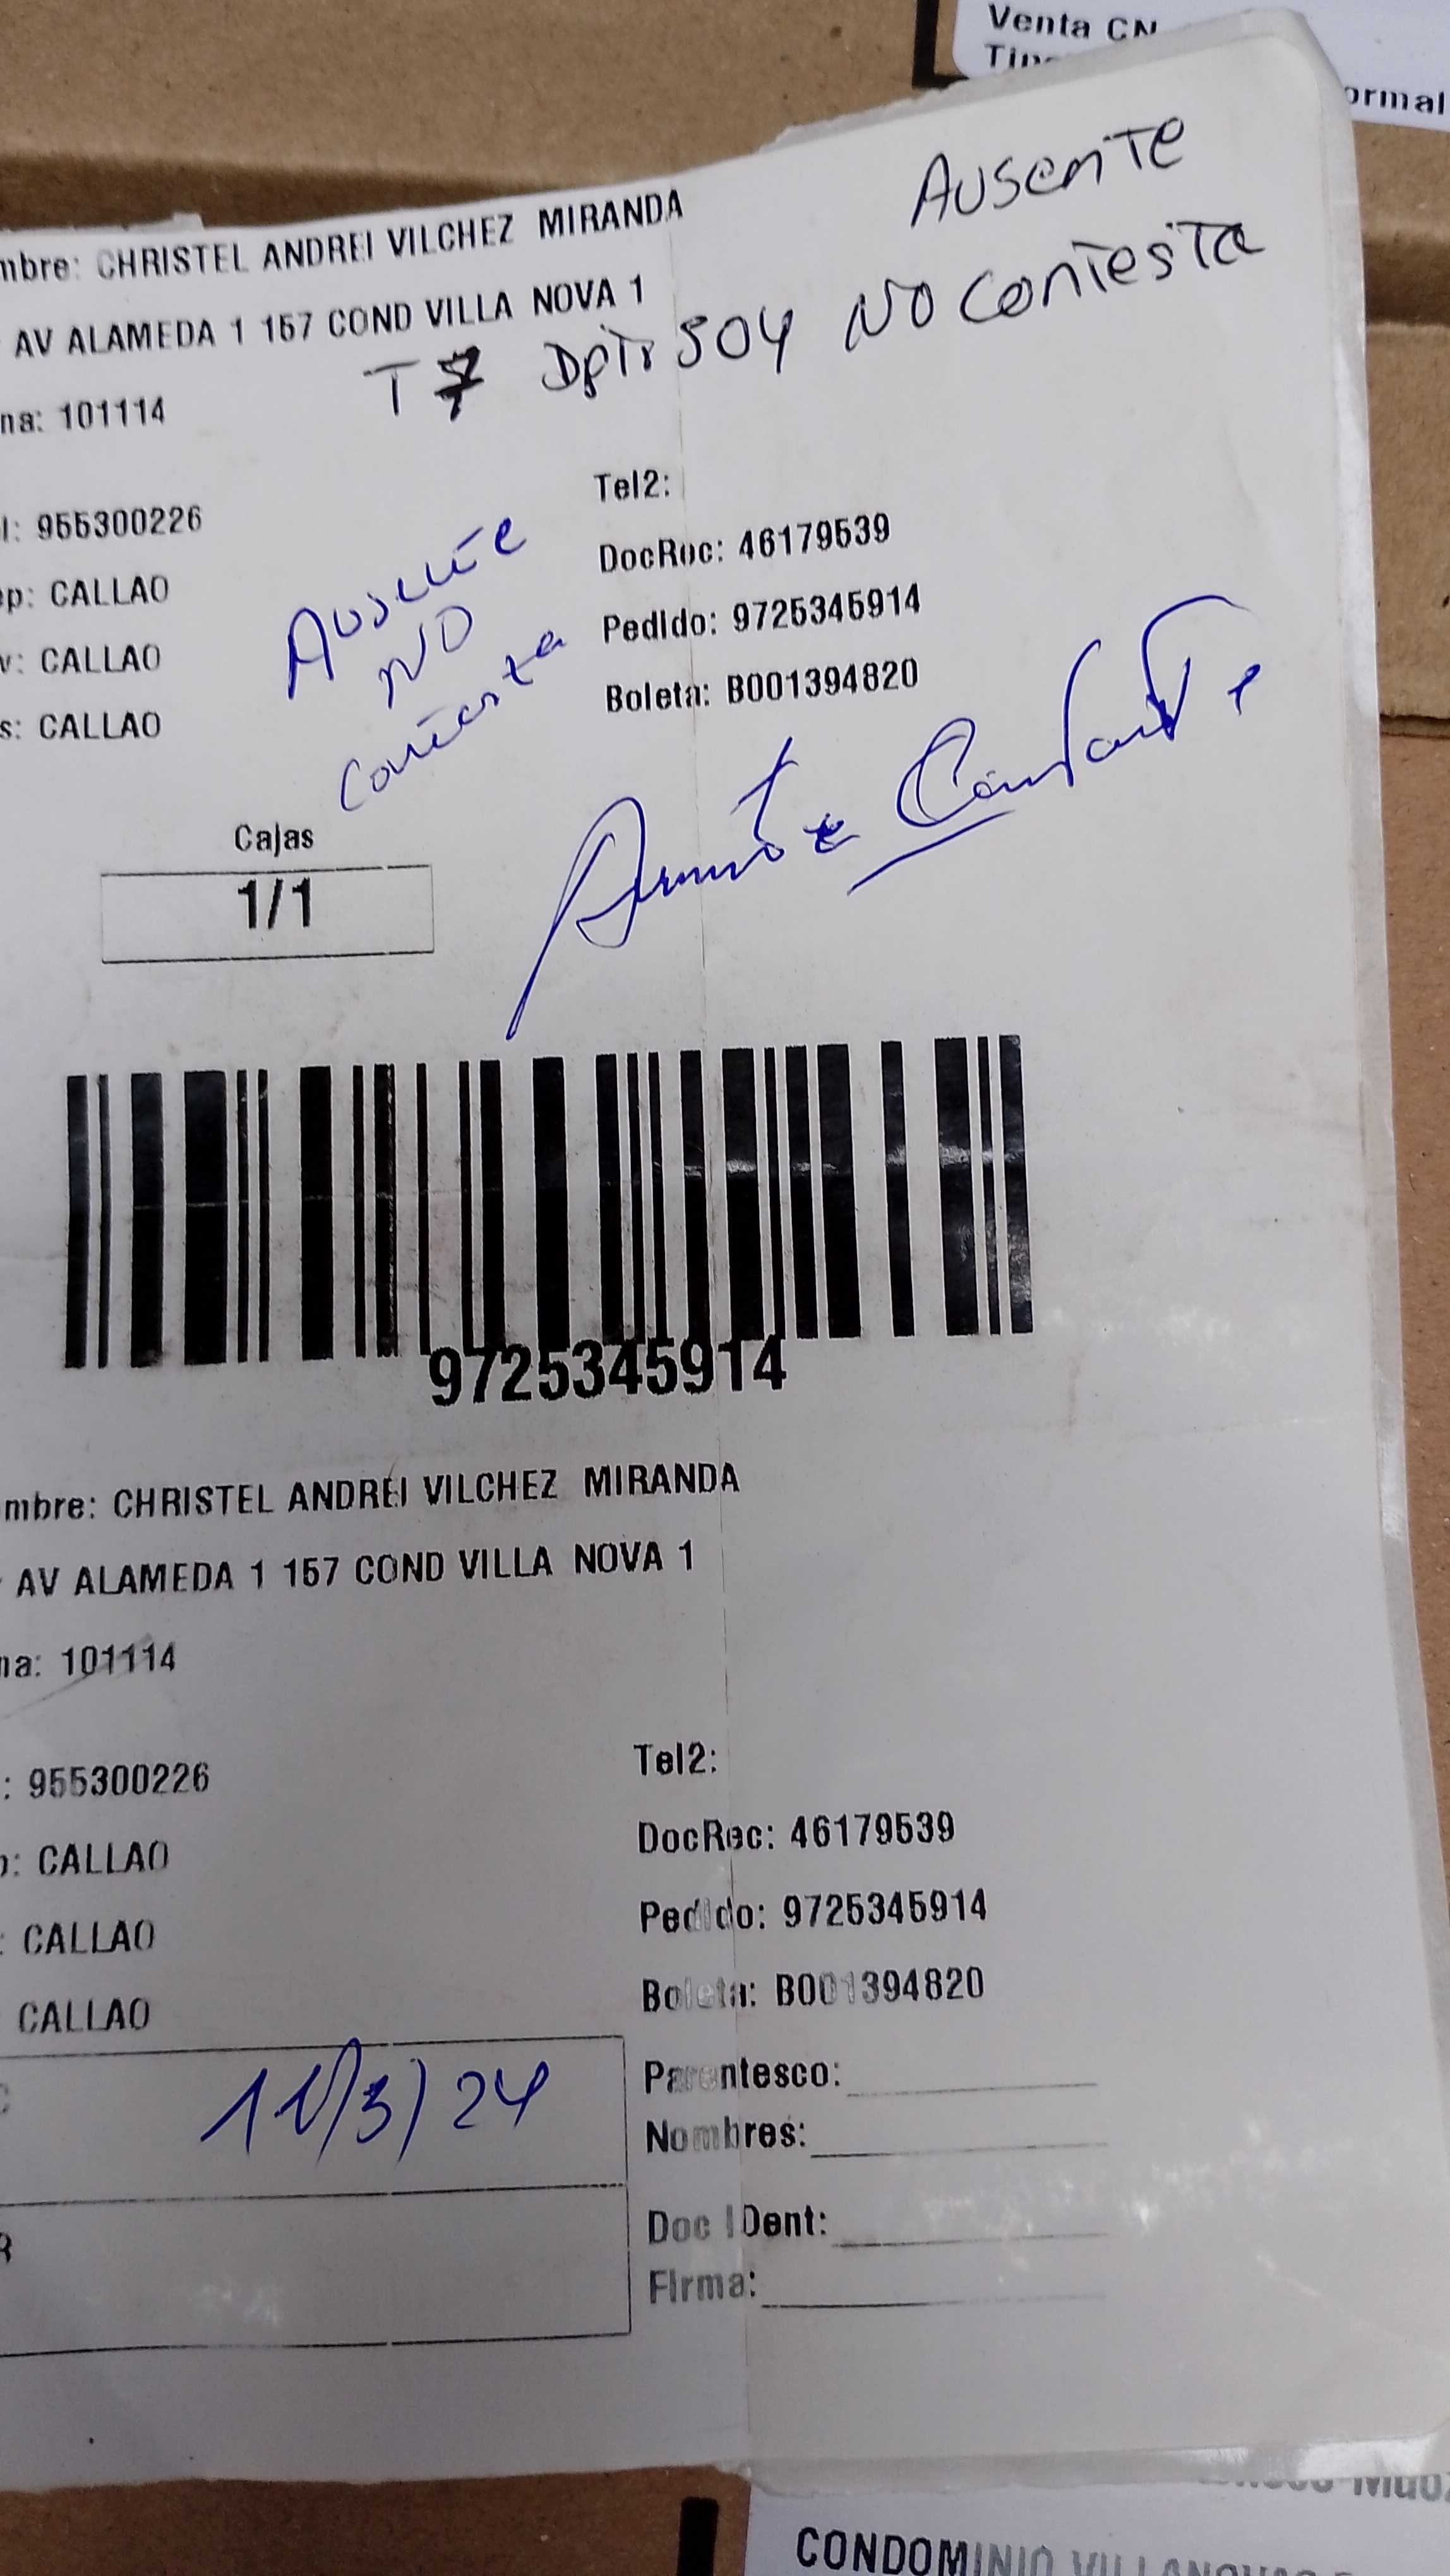 Venta CN
ormal
Ausente
mbre: CHRISTEL ANDREI VILCHEZ MIRANDA
AV ALAMEDA 1 157 COND VILLA NOVA 1
T7 Dptr 504 NO Contesta
na: 101114
Tel2:
l: 955300226
DocRec: 46179539
ep: CALLAO
Pedido: 9725345914
v: CALLAO
Boleta: B001394820
s: CALLAO
Ausente
NO
Contesta
Cajas
1/1
9725345914
ombre: CHRISTEL ANDREI VILCHEZ MIRANDA
AV ALAMEDA 1 157 COND VILLA NOVA 1
na: 101114
Tel2:
: 955300226
DocRec: 46179539
o: CALLAO
Pedido: 9725345914
: CALLAO
Boleta: B001394820
CALLAO
11/3/24
Parentesco:
Nombres:
Doc IDent:
Firma:
CONDOMINIO